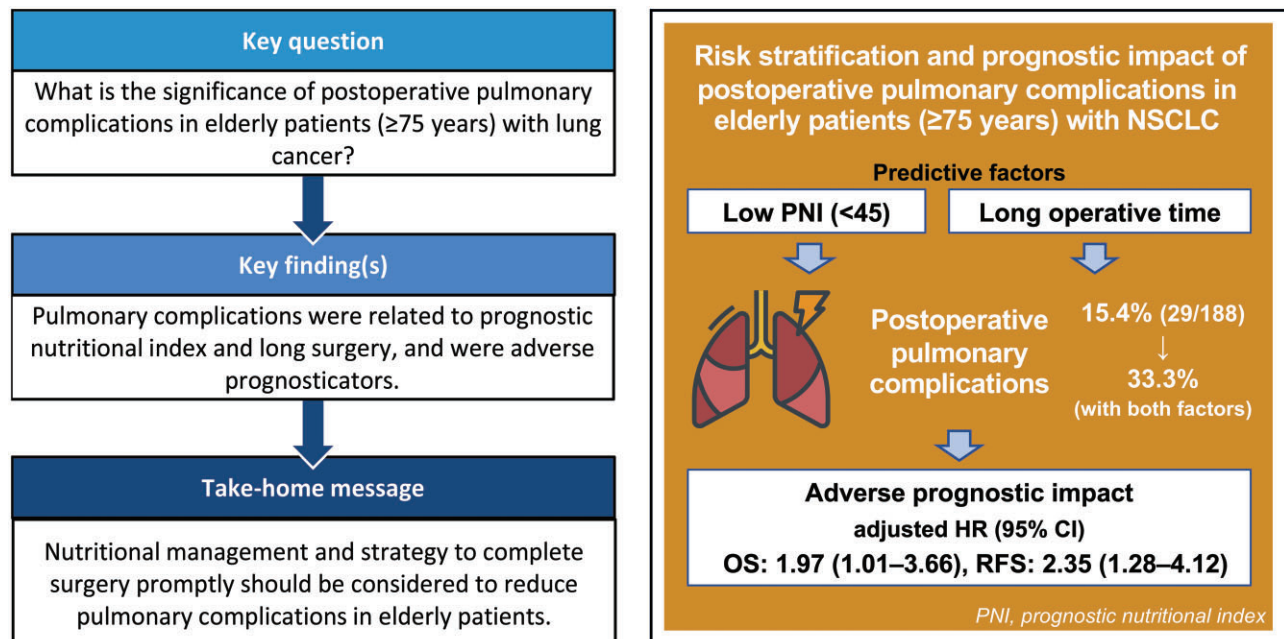 Key question
What is the significance of postoperative pulmonary
complications in elderly patients (≥75 years) with lung
cancer?
Key finding(s)
Pulmonary complications were related to prognostic
nutritional index and long surgery, and were adverse
prognosticators.
Take-home message
Nutritional management and strategy to complete
surgery promptly should be considered to reduce
pulmonary complications in elderly patients.
Risk stratification and prognostic impact of
postoperative pulmonary complications in
elderly patients (≥75 years) with NSCLC
Predictive factors
Low PNI (<45)
Long operative time
Postoperative
pulmonary
complications
15.4% (29/188)
↓
33.3%
(with both factors)
Adverse prognostic impact
adjusted HR (95% CI)
OS: 1.97 (1.01–3.66), RFS: 2.35 (1.28–4.12)
PNI, prognostic nutritional index